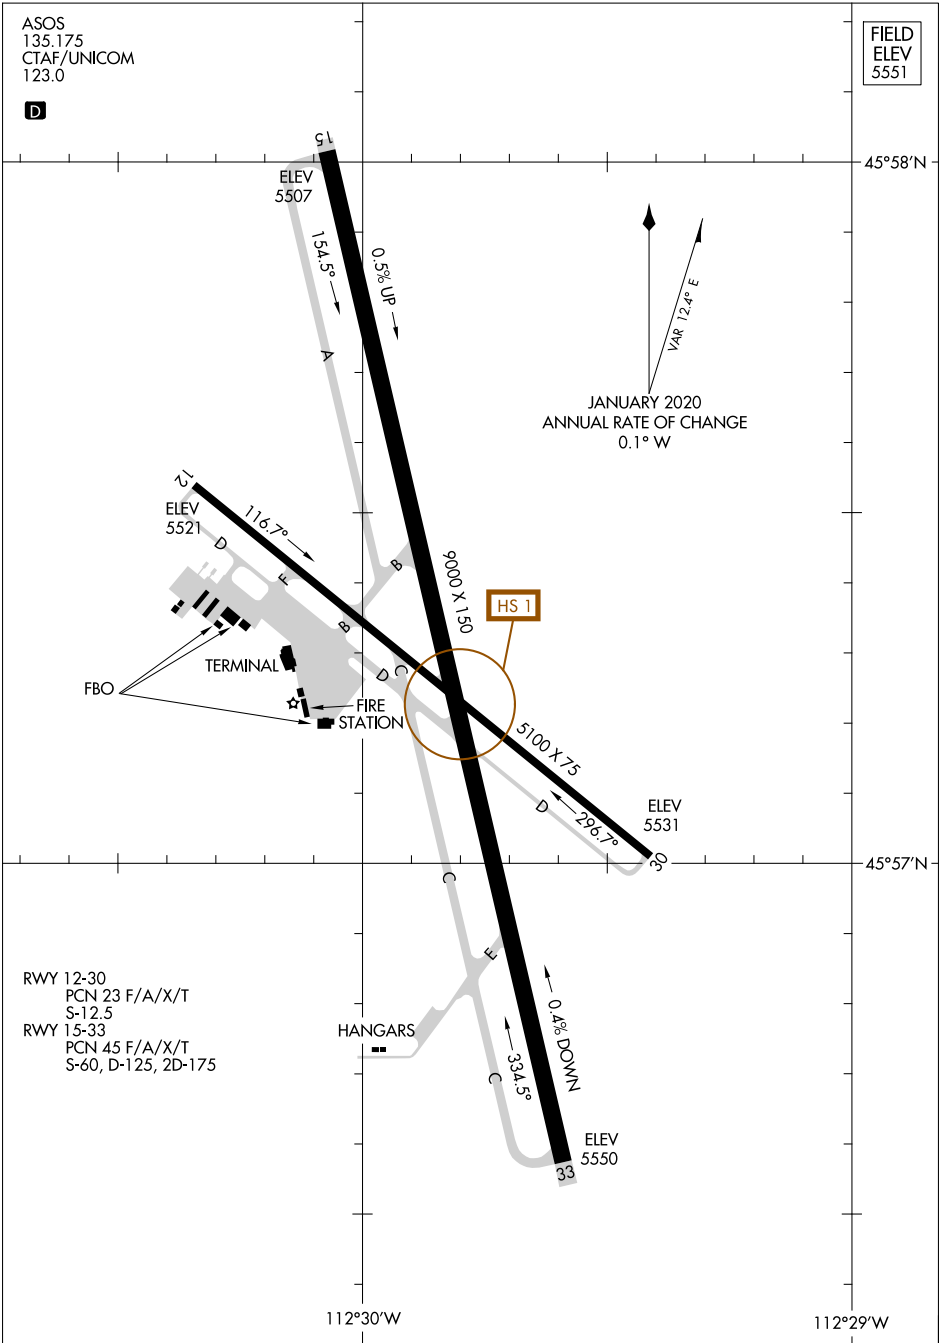 ASOS
135.175
CTAF/UNICOM
123.0
D
FIELD
ELEV
5551
15
45°58'N
ELEV
5507
154.5°
0.5% UP
VAR 12.4° E
A
JANUARY 2020
ANNUAL RATE OF CHANGE
0.1° W
12
ELEV
5521
116.7°
D
F
B
9000 X 150
HS 1
B
TERMINAL
D
C
FBO
FIRE
STATION
5100 X 75
D
296.7°
ELEV
5531
30
45°57'N
C
E
RWY 12-30
PCN 23 F/A/X/T
S-12.5
RWY 15-33
PCN 45 F/A/X/T
S-60, D-125, 2D-175
HANGARS
0.4% DOWN
334.5°
C
ELEV
5550
33
112°30'W
112°29'W